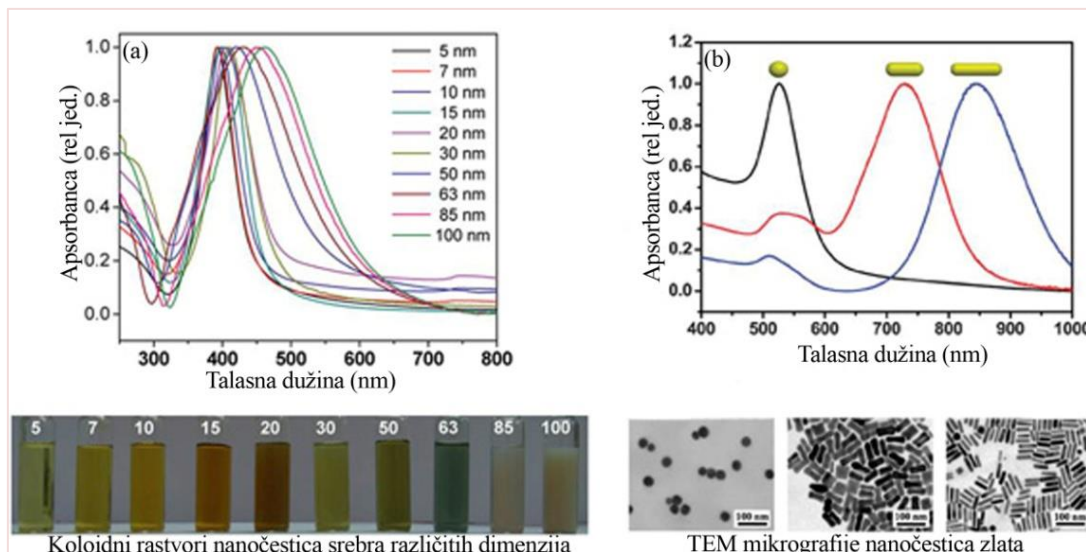 (a)
1.0
0.8
0.6
0.4
0.2
0.0
Apsorbanca (rel jed.)
5 nm
7 nm
10 nm
15 nm
20 nm
30 nm
50 nm
63 nm
85 nm
100 nm
300 400 500 600 700 800
Talasna dužina (nm)
(b)
1.2
1.0
0.8
0.6
0.4
0.2
0.0
Apsorbanca (rel jed.)
400 500 600 700 800 900 1000
Talasna dužina (nm)
5 7 10 15 20 30 50 63 85 100
Koloidni rastvori nanočestica srebra različitih dimenzija
100 nm 100 nm 100 nm
TEM mikrografije nanočestica zlata